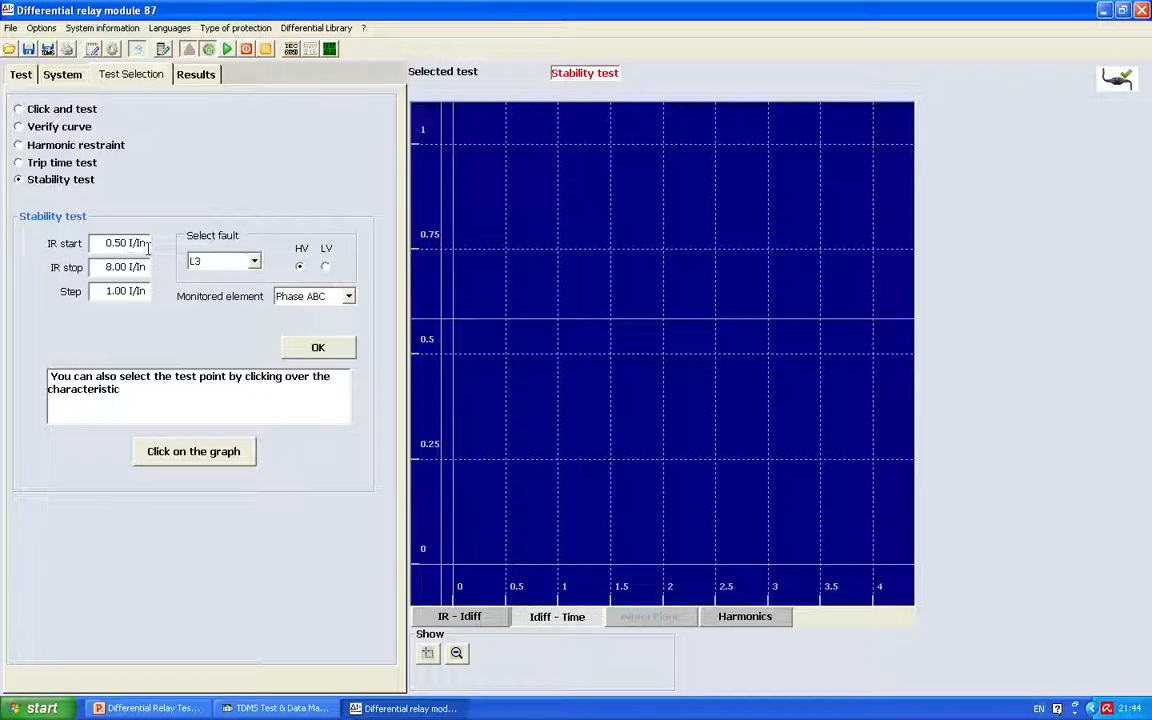 Differential relay module 87
File Options System information Languages Type of protection Differential Library ?
Test System Test Selection Results
Selected test Stability test
Click and test
Verify curve
Harmonic restraint
Trip time test
Stability test
Stability test
IR start 0.50 I/In
IR stop 8.00 I/In
Step 1.00 I/In
Select fault
L3
HV LV
Monitored element Phase ABC
OK
You can also select the test point by clicking over the
characteristic
Click on the graph
1
0.75
0.5
0.25
0
0 0.5 1 1.5 2 2.5 3 3.5 4
IR - Idiff Idiff - Time Harmonics
Show
start Differential Relay Tes... TDMS Test & Data Ma... Differential relay mod... EN 21:44